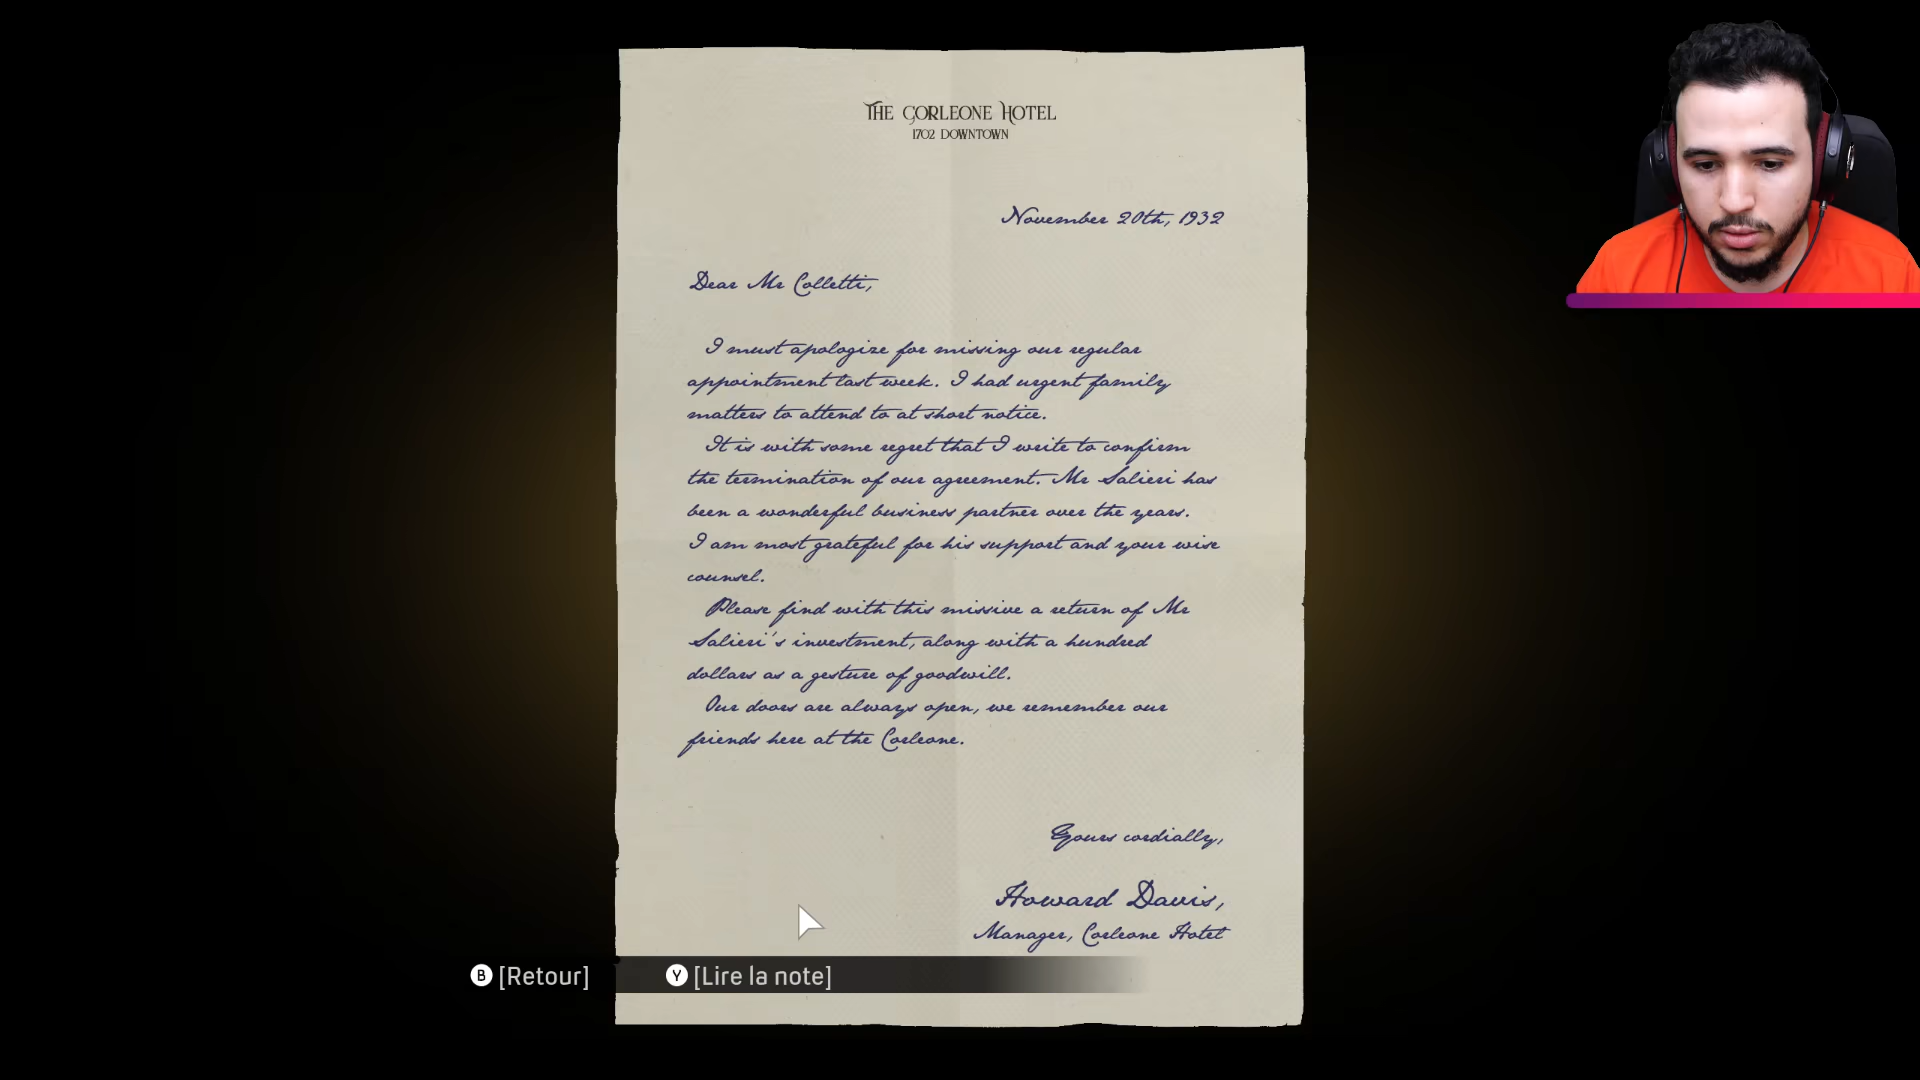 THE CORLEONE HOTEL
1702 DOWNTOWN
November 20th, 1932
Dear Mr Colletti,
I must apologize for missing our regular
appointment last week. I had urgent family
matters to attend to at short notice.
It is with some regret that I write to confirm
the termination of our agreement. Mr Salieri has
been a wonderful business partner over the years.
I am most grateful for his support and your wise
counsel.
Please find with this missive a return of Mr
Salieri's investment, along with a hundred
dollars as a gesture of goodwill.
Our doors are always open, we remember our
friends here at the Corleone.
Yours cordially,
Howard Davis,
Manager, Corleone Hotel
B [Retour] Y [Lire la note]